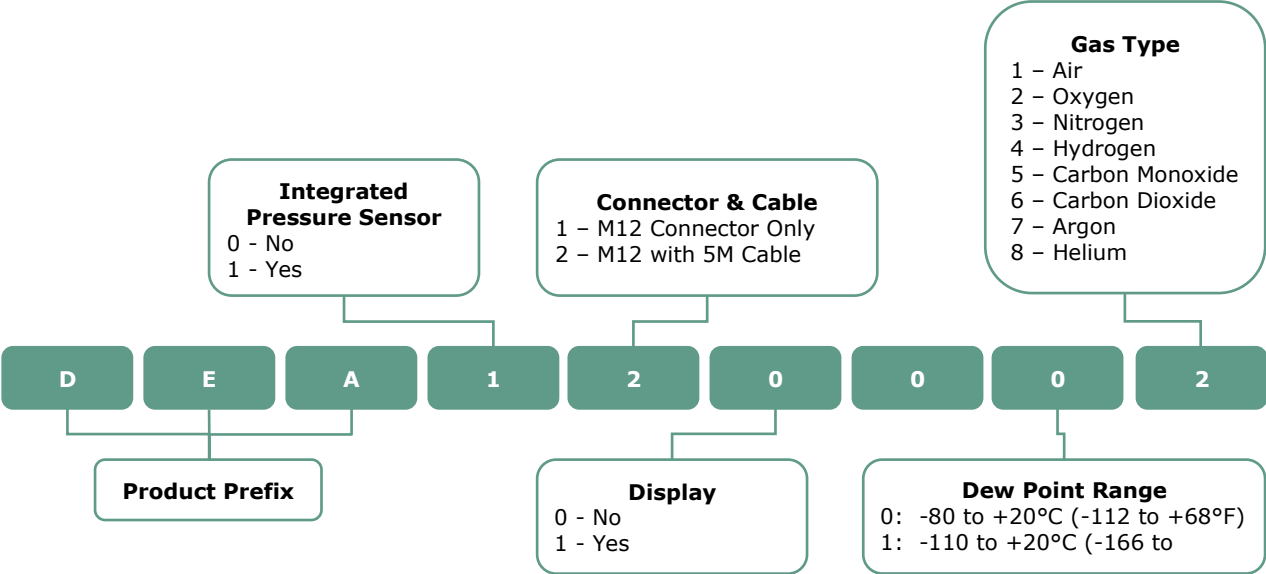 Gas Type
1 – Air
2 – Oxygen
3 – Nitrogen
4 – Hydrogen
5 – Carbon Monoxide
6 – Carbon Dioxide
7 – Argon
8 – Helium
Integrated
Pressure Sensor
0 - No
1 - Yes
Connector & Cable
1 – M12 Connector Only
2 – M12 with 5M Cable
D E A 1 2 0 0 0 2
Product Prefix
Display
0 - No
1 - Yes
Dew Point Range
0: -80 to +20°C (-112 to +68°F)
1: -110 to +20°C (-166 to